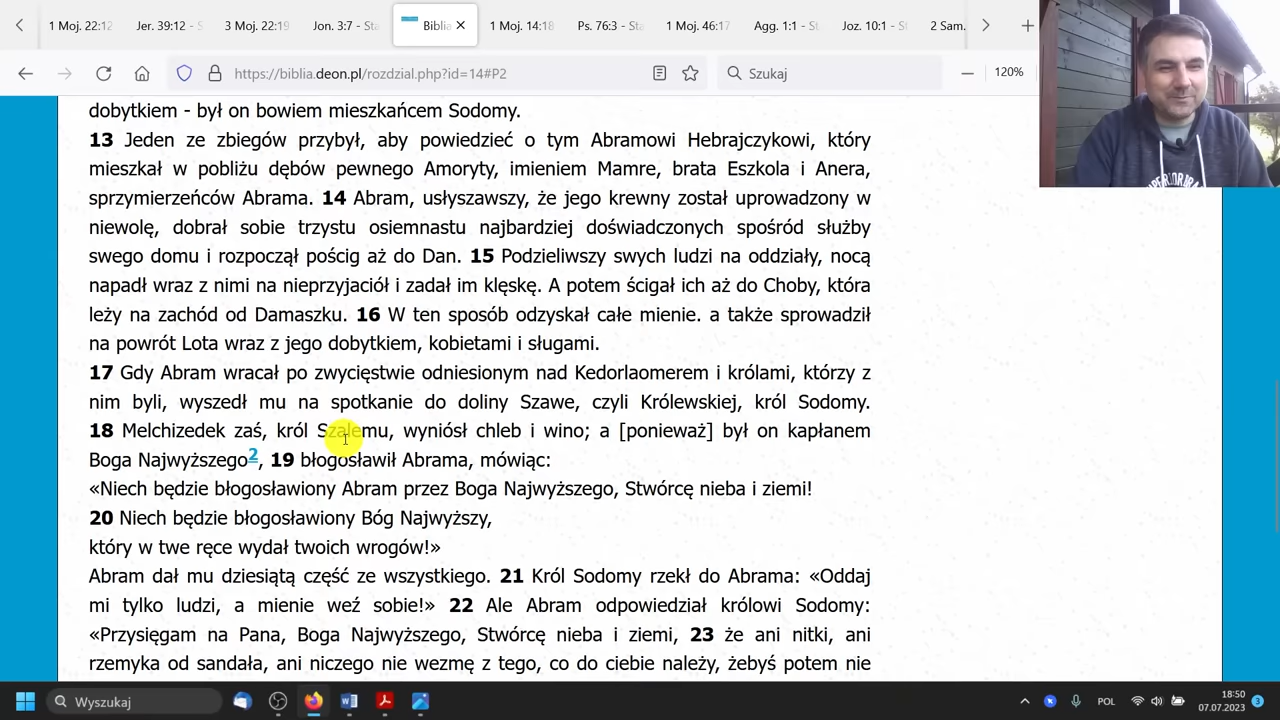 1 Moj. 22:12
Jer. 39:12 - S
3 Moj. 22:19
Jon. 3:7 - Sta
Biblia
1 Moj. 14:18
Ps. 76:3 - Sta
1 Moj. 46:17
Agg. 1:1 - St
Joz. 10:1 - St
2 Sam.
https://biblia.deon.pl/rozdzial.php?id=14#P2
Szukaj
120%
dobytkiem - był on bowiem mieszkańcem Sodomy.
13 Jeden ze zbiegów przybył, aby powiedzieć o tym Abramowi Hebrajczykowi, który
mieszkał w pobliżu dębów pewnego Amoryty, imieniem Mamre, brata Eszkola i Anera,
sprzymierzeńców Abrama. 14 Abram, usłyszawszy, że jego krewny został uprowadzony w
niewolę, dobrał sobie trzystu osiemnastu najbardziej doświadczonych spośród służby
swego domu i rozpoczął pościg aż do Dan. 15 Podzieliwszy swych ludzi na oddziały, nocą
napadł wraz z nimi na nieprzyjaciół i zadał im klęskę. A potem ścigał ich aż do Choby, która
leży na zachód od Damaszku. 16 W ten sposób odzyskał całe mienie. a także sprowadził
na powrót Lota wraz z jego dobytkiem, kobietami i sługami.
17 Gdy Abram wracał po zwycięstwie odniesionym nad Kedorlaomerem i królami, którzy z
nim byli, wyszedł mu na spotkanie do doliny Szawe, czyli Królewskiej, król Sodomy.
18 Melchizedek zaś, król Szalemu, wyniósł chleb i wino; a [ponieważ] był on kapłanem
Boga Najwyższego2, 19 błogosławił Abrama, mówiąc:
«Niech będzie błogosławiony Abram przez Boga Najwyższego, Stwórcę nieba i ziemi!
20 Niech będzie błogosławiony Bóg Najwyższy,
który w twe ręce wydał twoich wrogów!»
Abram dał mu dziesiątą część ze wszystkiego. 21 Król Sodomy rzekł do Abrama: «Oddaj
mi tylko ludzi, a mienie weź sobie!» 22 Ale Abram odpowiedział królowi Sodomy:
«Przysięgam na Pana, Boga Najwyższego, Stwórcę nieba i ziemi, 23 że ani nitki, ani
rzemyka od sandała, ani niczego nie wezmę z tego, co do ciebie należy, żebyś potem nie
Wyszukaj
POL
18:50
07.07.2023
3